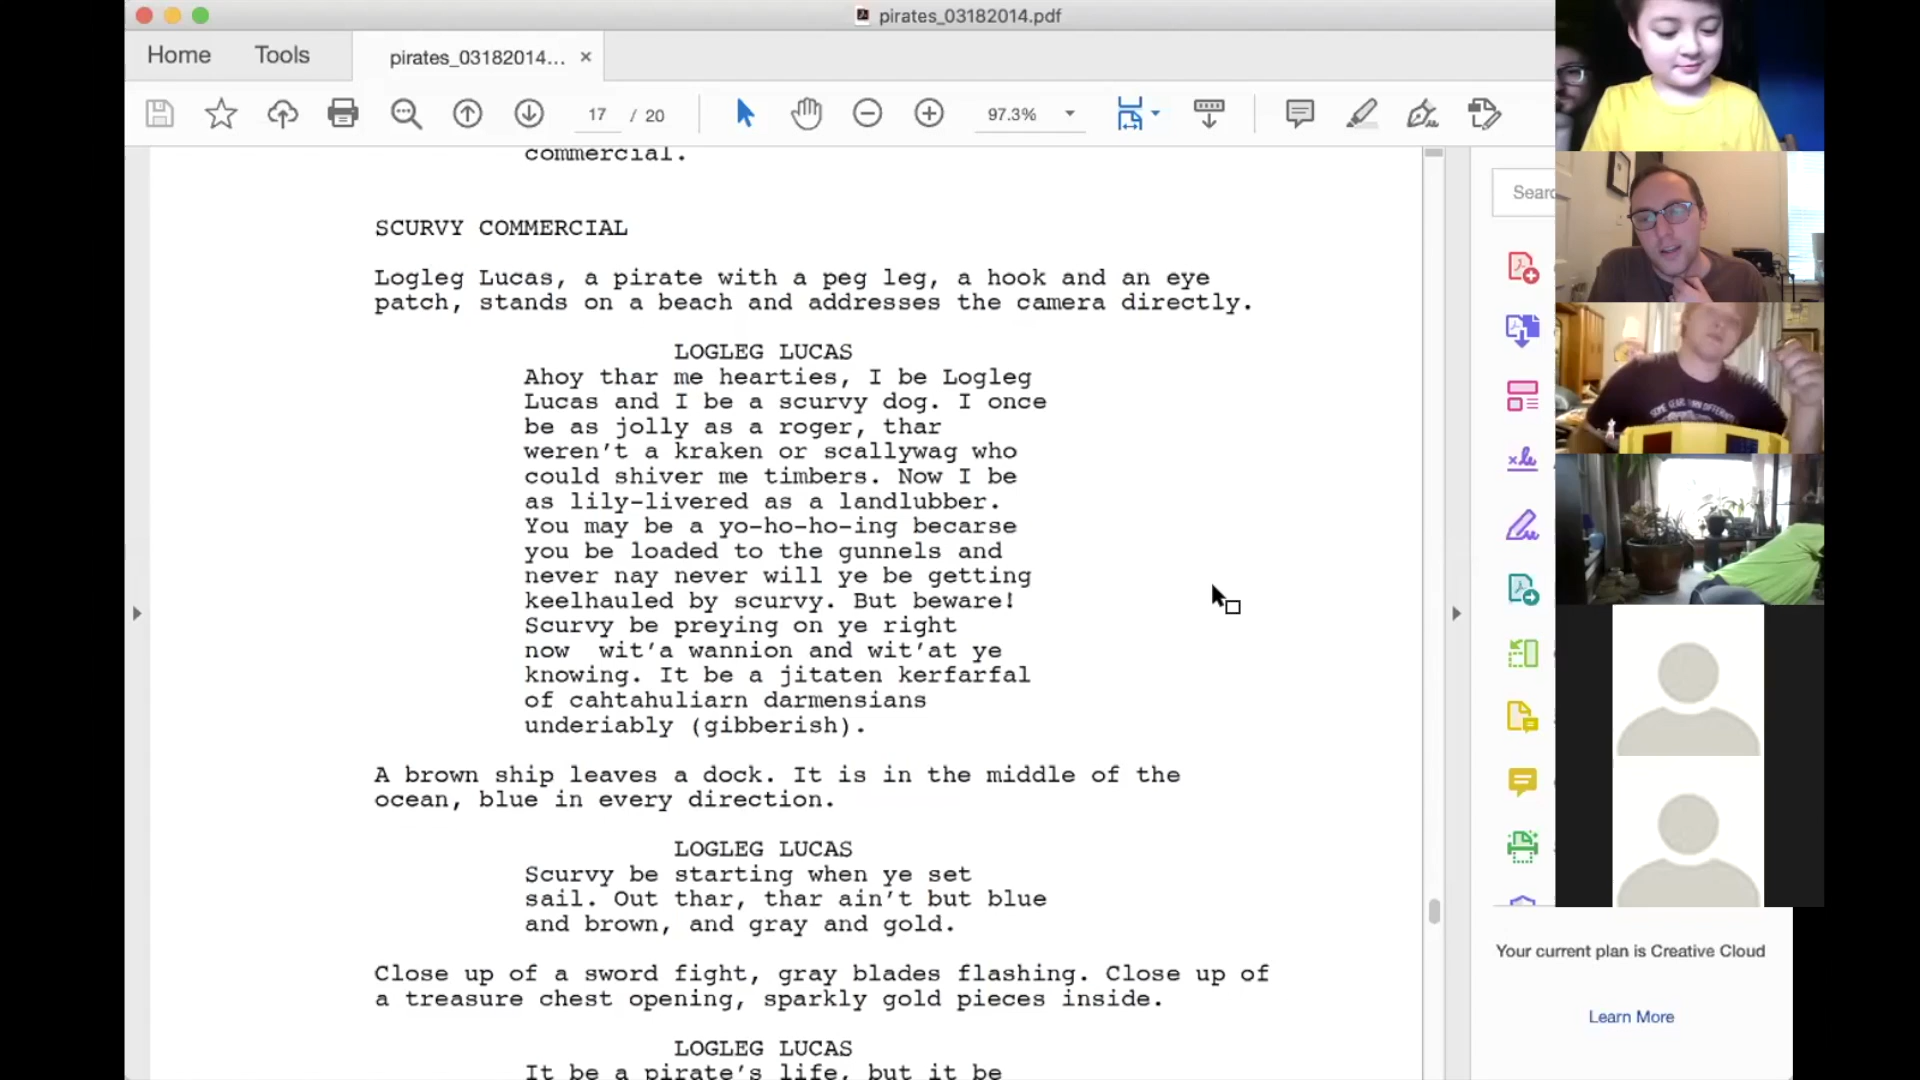 pirates_03182014.pdf
Home
Tools
pirates_03182014...
17 / 20
97.3%
commercial.
SCURVY COMMERCIAL
Logleg Lucas, a pirate with a peg leg, a hook and an eye
patch, stands on a beach and addresses the camera directly.
LOGLEG LUCAS
Ahoy thar me hearties, I be Logleg
Lucas and I be a scurvy dog. I once
be as jolly as a roger, thar
weren't a kraken or scallywag who
could shiver me timbers. Now I be
as lily-livered as a landlubber.
You may be a yo-ho-ho-ing becarse
you be loaded to the gunnels and
never nay never will ye be getting
keelhauled by scurvy. But beware!
Scurvy be preying on ye right
now  wit'a wannion and wit'at ye
knowing. It be a jitaten kerfarfal
of cahtahuliarn darmensians
underiably (gibberish).
A brown ship leaves a dock. It is in the middle of the
ocean, blue in every direction.
LOGLEG LUCAS
Scurvy be starting when ye set
sail. Out thar, thar ain't but blue
and brown, and gray and gold.
Close up of a sword fight, gray blades flashing. Close up of
a treasure chest opening, sparkly gold pieces inside.
LOGLEG LUCAS
It be a pirate's life, but it be
Searc
Your current plan is Creative Cloud
Learn More